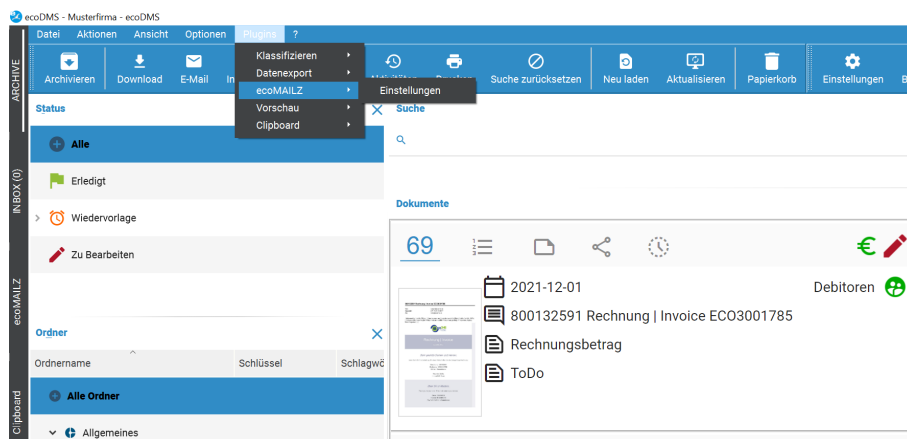 ecoDMS - Musterfirma - ecoDMS
Datei Aktionen Ansicht Optionen Plugins ?
Archivieren Download E-Mail Suche zurücksetzen Neu laden Aktualisieren Papierkorb Einstellungen
Klassifizieren
Datenexport
ecoMAILZ Einstellungen
Vorschau
Clipboard
ARCHIVE
INBOX (0)
ecoMAILZ
Clipboard
Status
Alle
Erledigt
Wiedervorlage
Zu Bearbeiten
Ordner
Ordnername Schlüssel Schlagwö
Alle Ordner
Allgemeines
Suche
Dokumente
69
2021-12-01 Debitoren
800132591 Rechnung | Invoice ECO3001785
Rechnungsbetrag
ToDo